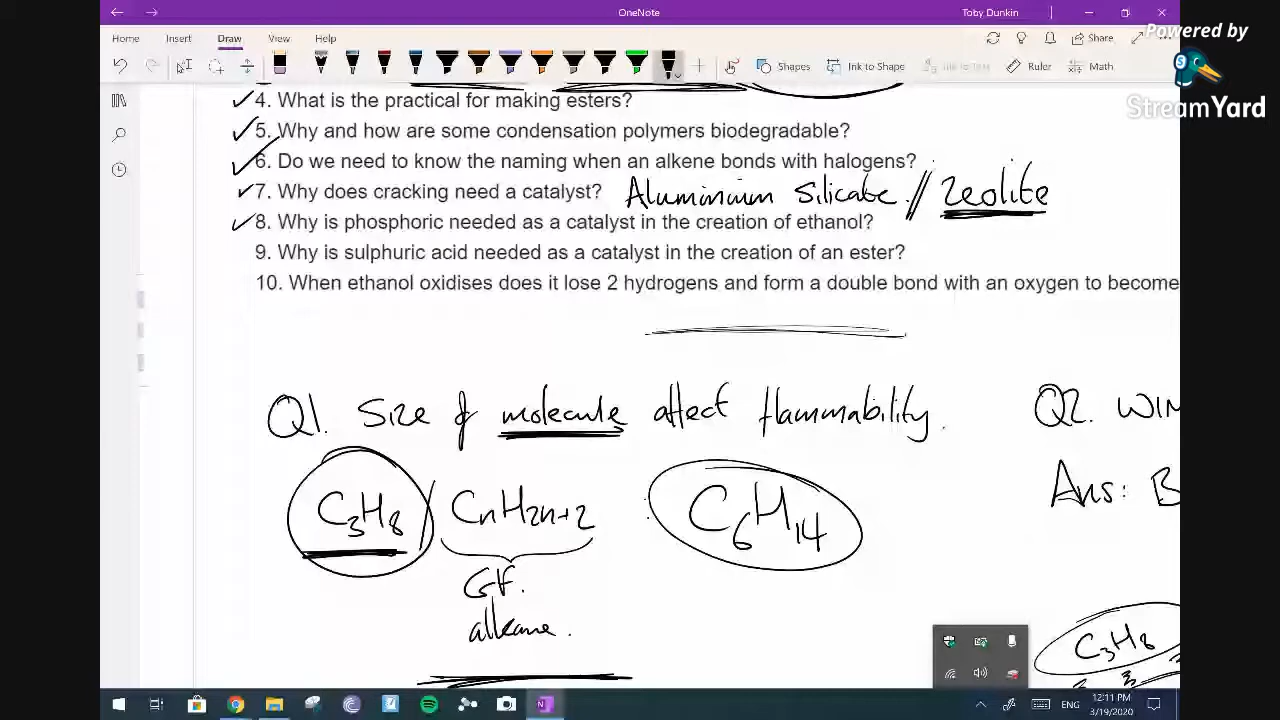 OneNote
Toby Dunkin
Powered by
StreamYard
Home Insert Draw View Help
Share
Shapes Ink to Shape Ink to Text Ruler Math
4. What is the practical for making esters?
5. Why and how are some condensation polymers biodegradable?
6. Do we need to know the naming when an alkene bonds with halogens?
7. Why does cracking need a catalyst? Aluminium Silicate. // Zeolite
8. Why is phosphoric needed as a catalyst in the creation of ethanol?
9. Why is sulphuric acid needed as a catalyst in the creation of an ester?
10. When ethanol oxidises does it lose 2 hydrogens and form a double bond with an oxygen to become
Q1. Size of molecule affect flammability. Q2.
C3H8 / CnH2n+2 C6H14 Ans: B
G.F.
alkane.
C3H8
ENG
12:11 PM
3/19/2020